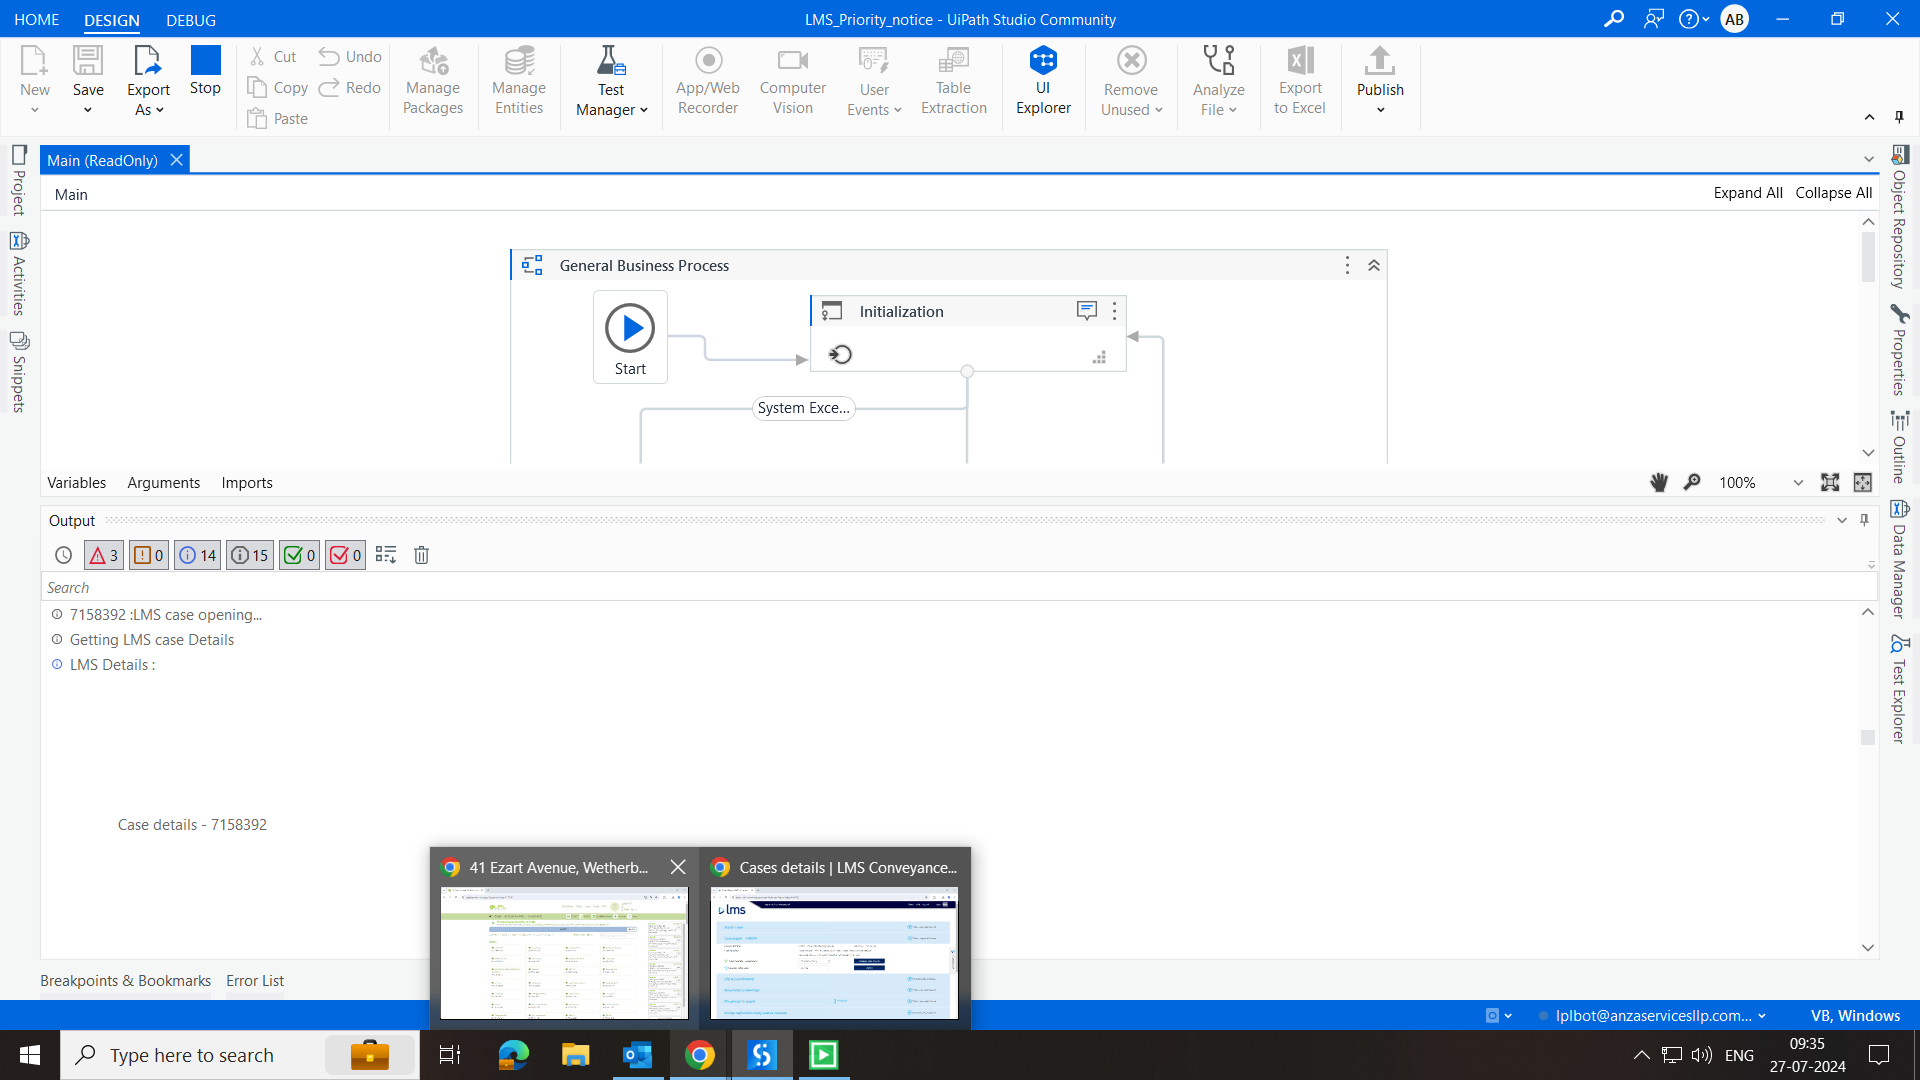 HOME DESIGN DEBUG
LMS_Priority_notice - UiPath Studio Community
AB
New
Save
Export As
Stop
Cut
Copy
Paste
Undo
Redo
Manage Packages
Manage Entities
Test Manager
App/Web Recorder
Computer Vision
User Events
Table Extraction
UI Explorer
Remove Unused
Analyze File
Export to Excel
Publish
Main (ReadOnly)
Main
Expand All Collapse All
Project
Activities
Snippets
General Business Process
Start
Initialization
System Exce...
Object Repository
Properties
Outline
Data Manager
Test Explorer
Variables Arguments Imports
100%
Output
3 0 14 15 0 0
Search
7158392 :LMS case opening...
Getting LMS case Details
LMS Details :
Case details - 7158392
41 Ezart Avenue, Wetherb...
Cases details | LMS Conveyance...
lms
Breakpoints & Bookmarks Error List
lplbot@anzaservicesllp.com...
VB, Windows
Type here to search
ENG
09:35
27-07-2024